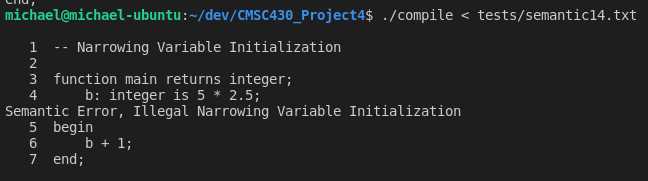 End;
michael@michael-ubuntu:~/dev/CMSC430_Project4$ ./compile < tests/semantic14.txt
1 -- Narrowing Variable Initialization
2
3 function main returns integer;
4 b: integer is 5 * 2.5;
Semantic Error, Illegal Narrowing Variable Initialization
5 begin
6 b + 1;
7 end;